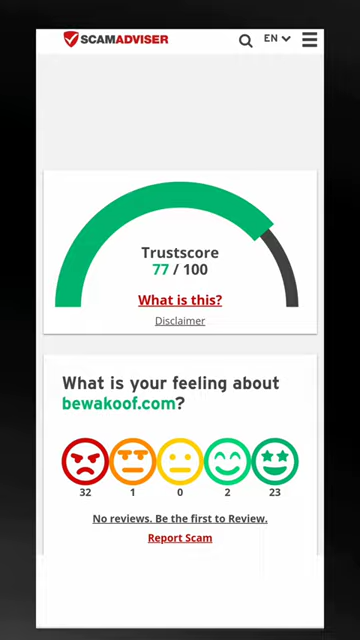 SCAMADVISER
EN
Trustscore
77 / 100
What is this?
Disclaimer
What is your feeling about
bewakoof.com?
32 1 0 2 23
No reviews. Be the first to Review.
Report Scam